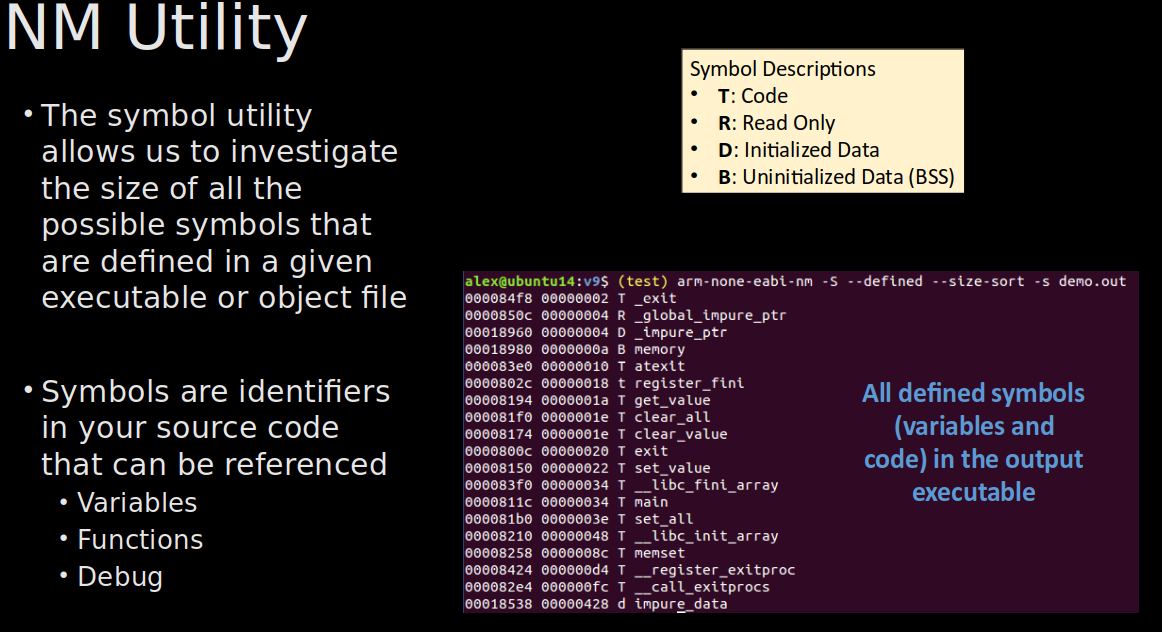 NM Utility
• The symbol utility
allows us to investigate
the size of all the
possible symbols that
are defined in a given
executable or object file
• Symbols are identifiers
in your source code
that can be referenced
• Variables
• Functions
• Debug
Symbol Descriptions
• T: Code
• R: Read Only
• D: Initialized Data
• B: Uninitialized Data (BSS)
alex@ubuntu14:v9$ (test) arm-none-eabi-nm -S --defined --size-sort -s demo.out
000084f8 00000002 T _exit
0000850c 00000004 R _global_impure_ptr
00018960 00000004 D _impure_ptr
00018980 0000000a B memory
000083e0 00000010 T atexit
0000802c 00000018 t register_fini
00008194 0000001a T get_value
000081f0 0000001e T clear_all
00008174 0000001e T clear_value
0000800c 00000020 T exit
00008150 00000022 T set_value
000083f0 00000034 T __libc_fini_array
0000811c 00000034 T main
000081b0 0000003e T set_all
00008210 00000048 T __libc_init_array
00008258 0000008c T memset
00008424 000000d4 T __register_exitproc
000082e4 000000fc T __call_exitprocs
00018538 00000428 d impure_data
All defined symbols
(variables and
code) in the output
executable